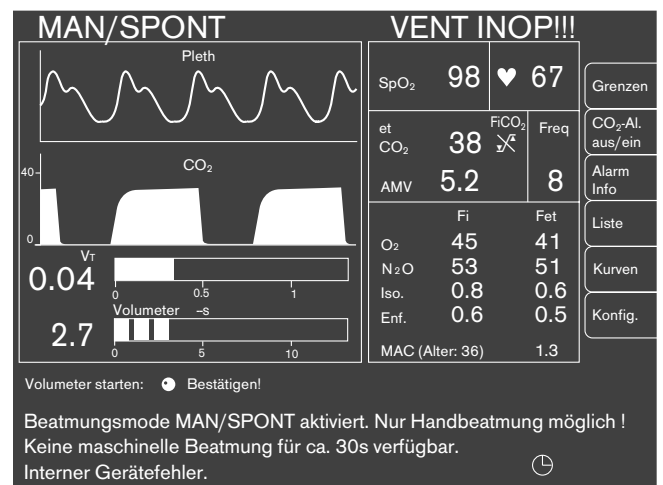 MAN/SPONT
VENT INOP!!!
Pleth
CO₂
40
0
VT
0.04
0 0.5 1
Volumeter –s
2.7
0 5 10
SpO₂ 98 ♥ 67
et CO₂ 38 FiCO₂ Freq
AMV 5.2 8
Fi Fet
O₂ 45 41
N₂O 53 51
Iso. 0.8 0.6
Enf. 0.6 0.5
MAC (Alter: 36) 1.3
Grenzen
CO₂-Al.
aus/ein
Alarm
Info
Liste
Kurven
Konfig.
Volumeter starten: Bestätigen!
Beatmungsmode MAN/SPONT aktiviert. Nur Handbeatmung möglich !
Keine maschinelle Beatmung für ca. 30s verfügbar.
Interner Gerätefehler.